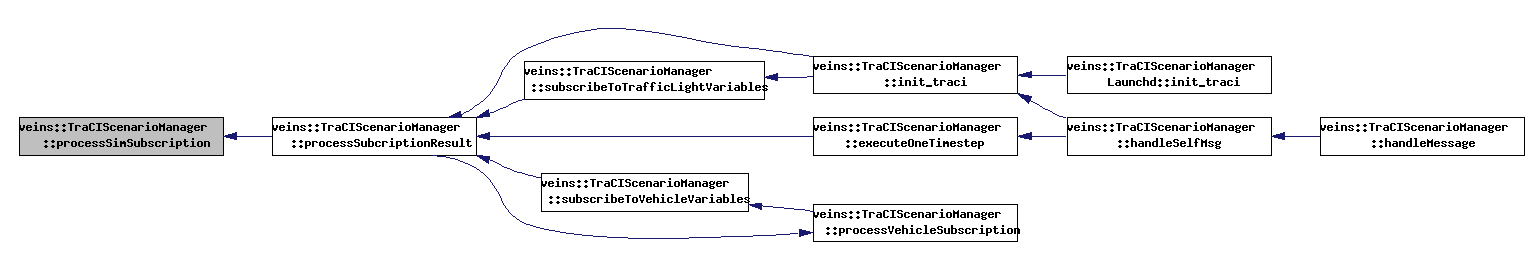 veins::TraCIScenarioManager
::processSimSubscription
veins::TraCIScenarioManager
::processSubcriptionResult
veins::TraCIScenarioManager
::subscribeToTrafficLightVariables
veins::TraCIScenarioManager
::subscribeToVehicleVariables
veins::TraCIScenarioManager
::init_traci
veins::TraCIScenarioManager
::executeOneTimestep
veins::TraCIScenarioManager
::processVehicleSubscription
veins::TraCIScenarioManager
Launchd::init_traci
veins::TraCIScenarioManager
::handleSelfMsg
veins::TraCIScenarioManager
::handleMessage